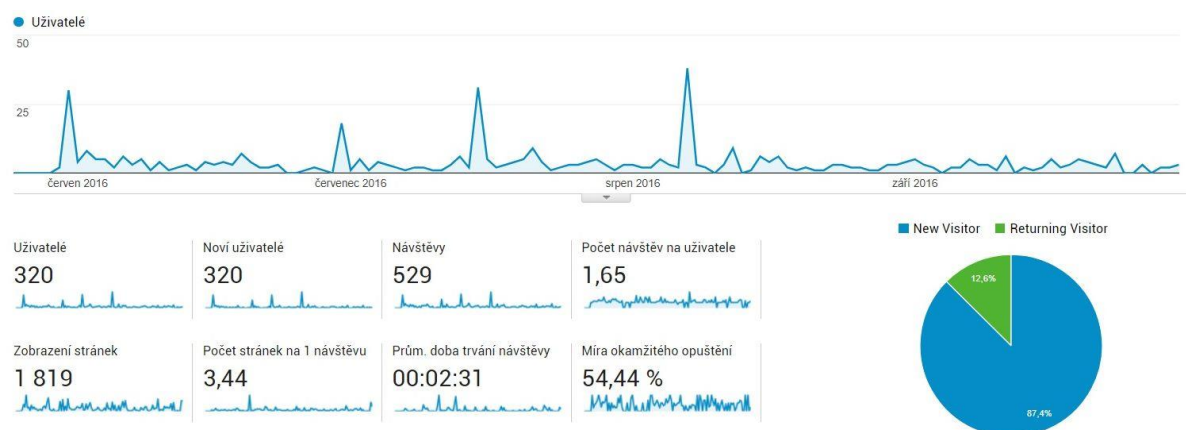 Uživatelé
50
25
červen 2016
červenec 2016
srpen 2016
září 2016
New Visitor
Returning Visitor
Uživatelé
320
Noví uživatelé
320
Návštěvy
529
Počet návštěv na uživatele
1,65
Zobrazení stránek
1 819
Počet stránek na 1 návštěvu
3,44
Prům. doba trvání návštěvy
00:02:31
Míra okamžitého opuštění
54,44 %
12,6%
87,4%